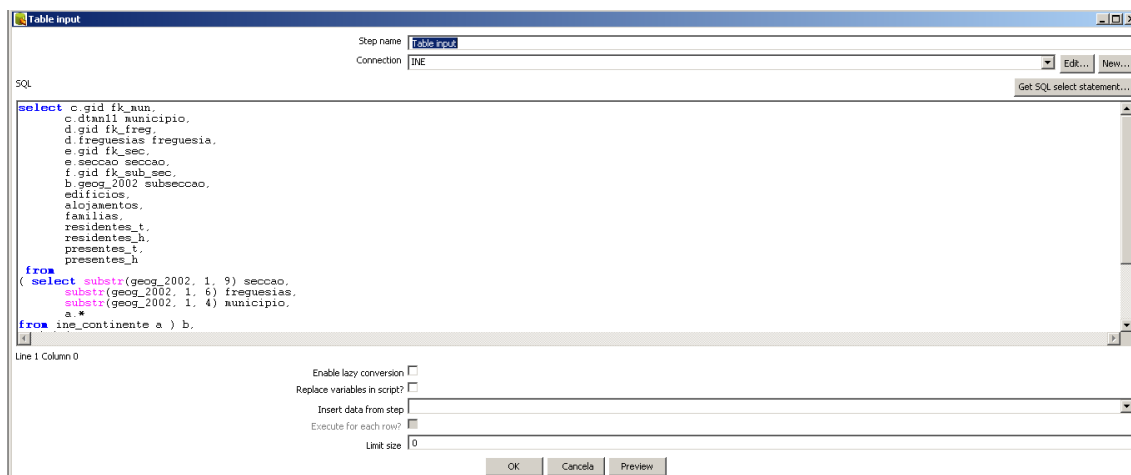 Table input
Step name Table input
Connection INE Edit... New...
SQL Get SQL select statement...
select c.gid fk_mun,
c.dtmn11 municipio,
d.gid fk_freg,
d.freguesias freguesia,
e.gid fk_sec,
e.seccao seccao,
f.gid fk_sub_sec,
b.geog_2002 subseccao,
edificios,
alojamentos,
familias,
residentes_t,
residentes_h,
presentes_t,
presentes_h
from
( select substr(geog_2002, 1, 9) seccao,
substr(geog_2002, 1, 6) freguesias,
substr(geog_2002, 1, 4) municipio,
a.*
from ine_continente a ) b,
Line 1 Column 0
Enable lazy conversion
Replace variables in script?
Insert data from step
Execute for each row?
Limit size 0
OK Cancela Preview